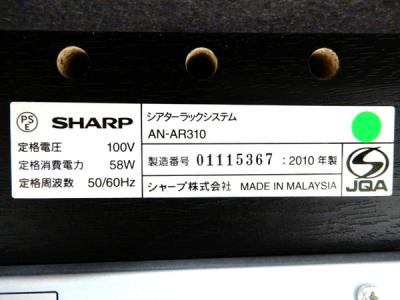 PS
E
SHARP
定格電圧 100V
定格消費電力 58W
定格周波数 50/60Hz
シアターラックシステム
AN-AR310
製造番号 01115367 : 2010 年製
シャープ株式会社 MADE IN MALAYSIA
JQA